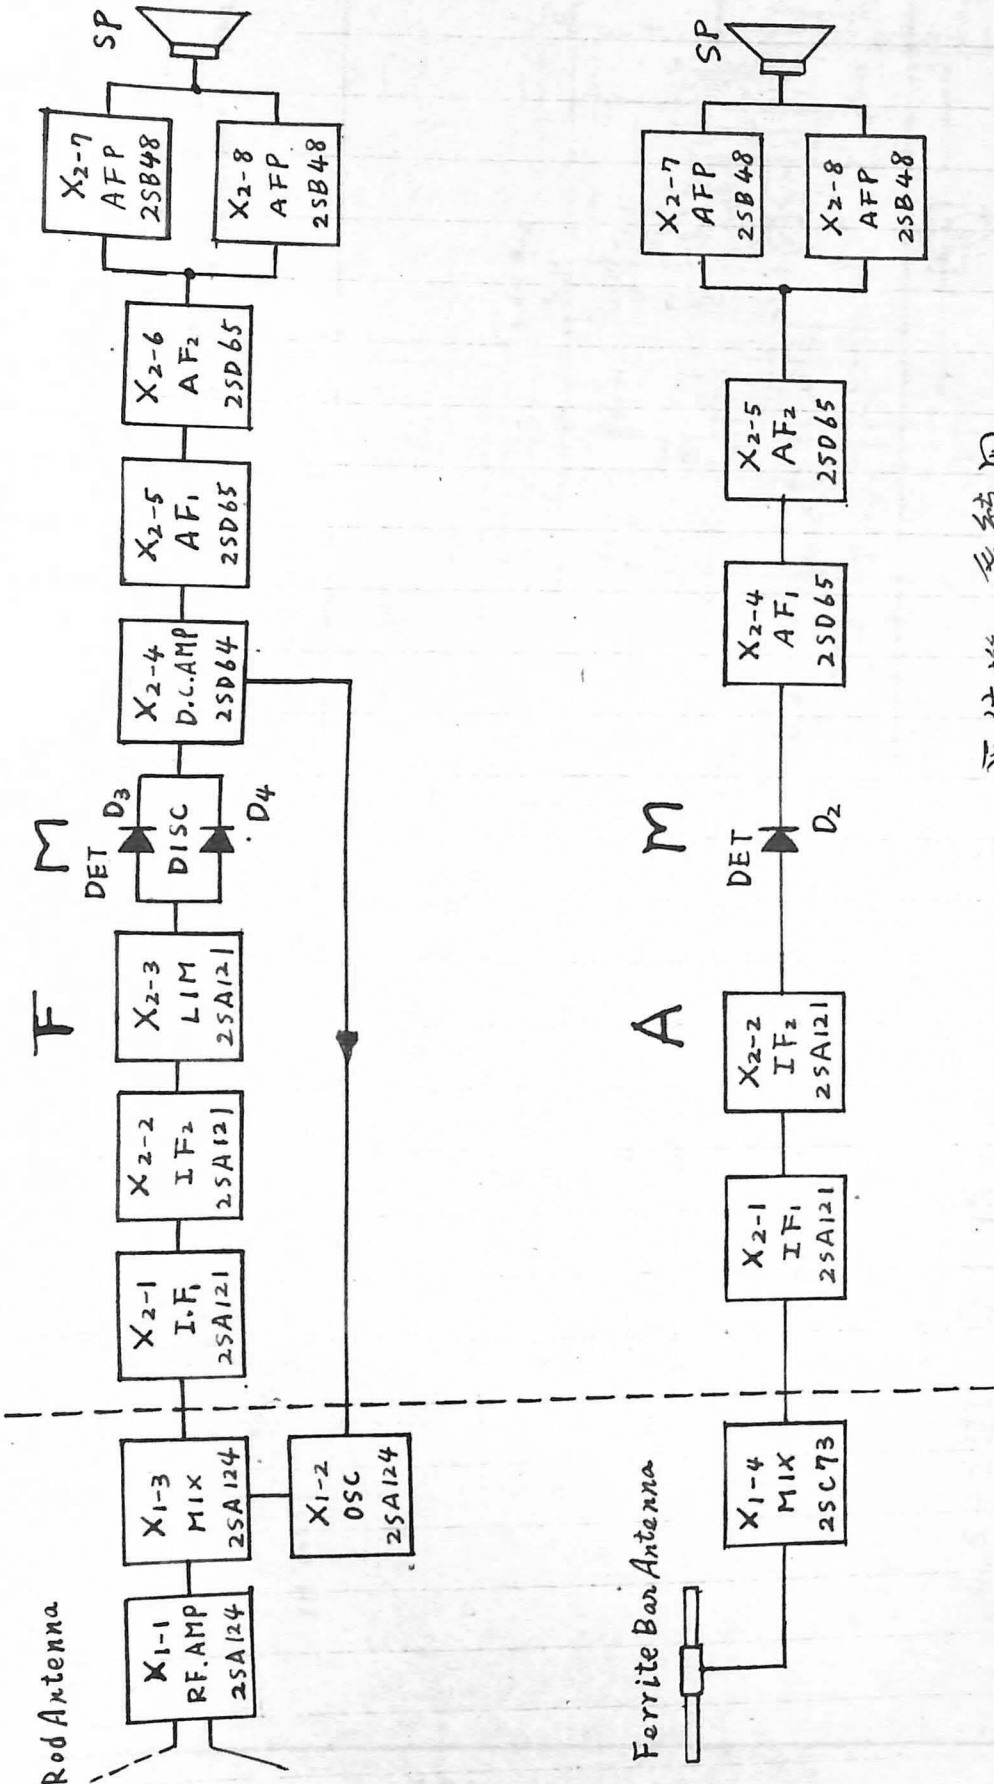 Rod Antenna
X1-1
RF.AMP
2SA124
X1-3
MIX
2SA124
X1-2
OSC
2SA124
X2-1
I.F1
2SA121
X2-2
IF2
2SA121
X2-3
LIM
2SA121
F M
DET
D3
DISC
D4
X2-4
D.C.AMP
2SD64
X2-5
AF1
2SD65
X2-6
AF2
2SD65
X2-7
AFP
2SB48
X2-8
AFP
2SB48
SP
Ferrite Bar Antenna
X1-4
MIX
2SC73
X2-1
IF1
2SA121
X2-2
IF2
2SA121
A M
DET
D2
X2-4
AF1
2SD65
X2-5
AF2
2SD65
X2-7
AFP
2SB48
X2-8
AFP
2SB48
SP